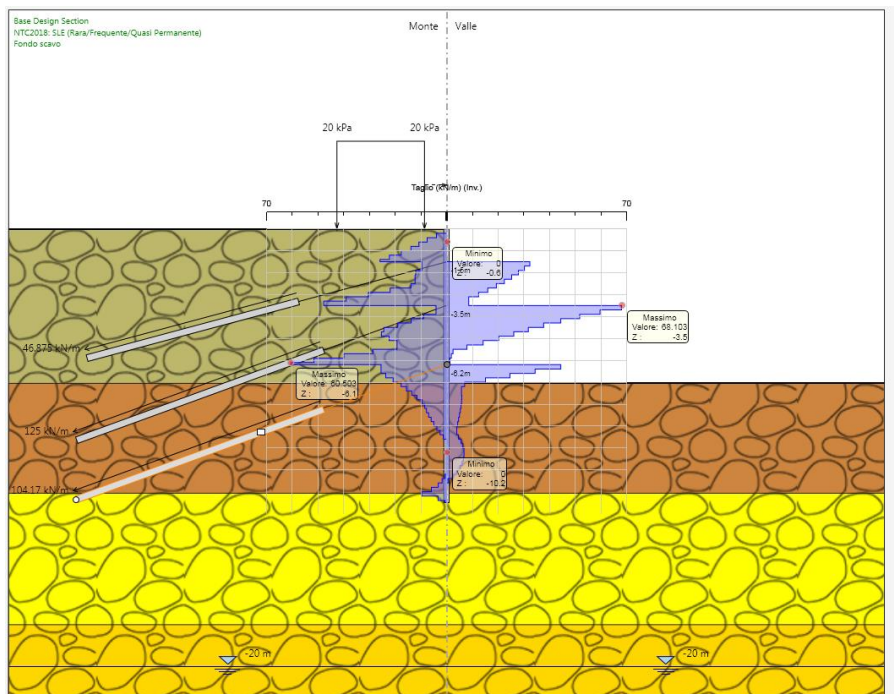 Base Design Section
NTC2018: SLE (Rara/Frequente/Quasi Permanente)
Fondo scavo
Monte
Valle
20 kPa
20 kPa
Taglio (kN/m) (Inv.)
70
70
Minimo
Valore: 0
Z : -0.6
-3.5m
Massimo
Valore: 68.103
Z : -3.5
46.875 kN/m
-6.2m
Massimo
Valore: 60.503
Z : -6.1
125 kN/m
Minimo
Valore: 0
Z : -10.2
104.17 kN/m
-20 m
-20 m